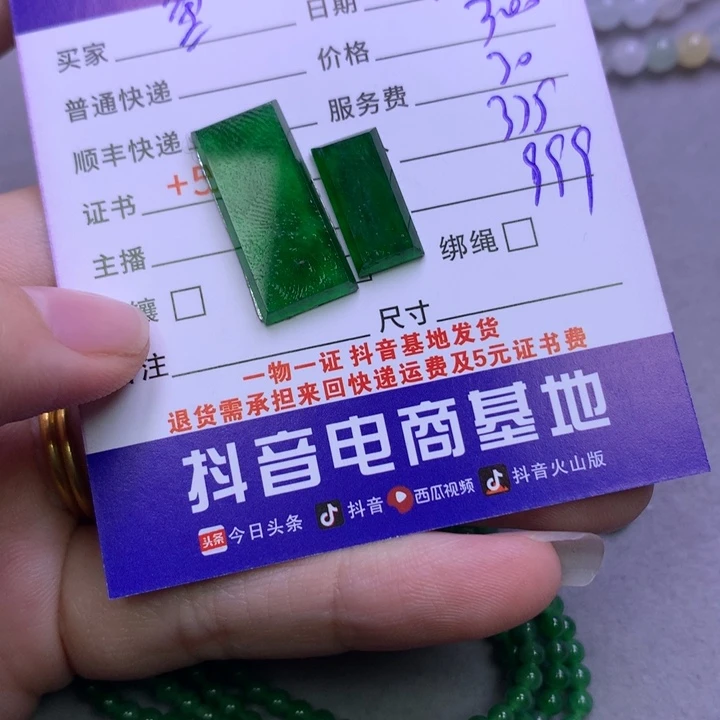 日期
买家
价格
30
普通快递
服务费
335
顺丰快递
899
+5
证书
主播
绑绳
镶
尺寸
注
一物一证 抖音基地发货
退货需承担来回快递运费及5元证书费
抖音电商基地
头条 今日头条 抖音 西瓜视频 抖音火山版